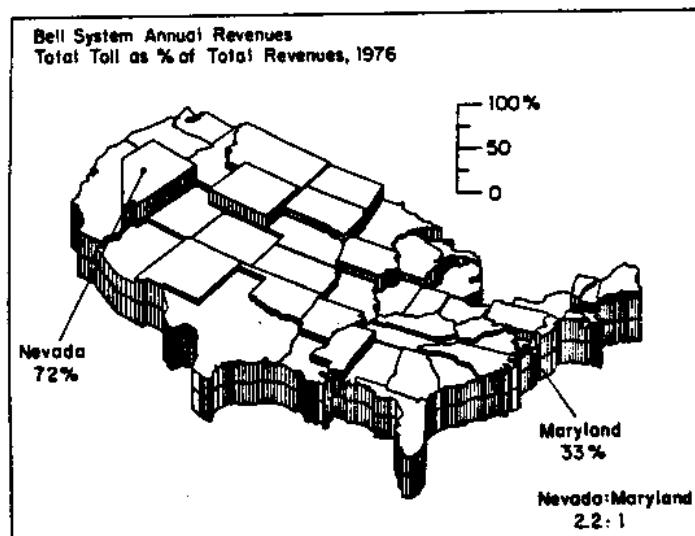 Bell System Annual Revenues
Total Toll as % of Total Revenues, 1976
100%
50
0
Nevada
72%
Maryland
33%
Nevada:Maryland
2.2:1